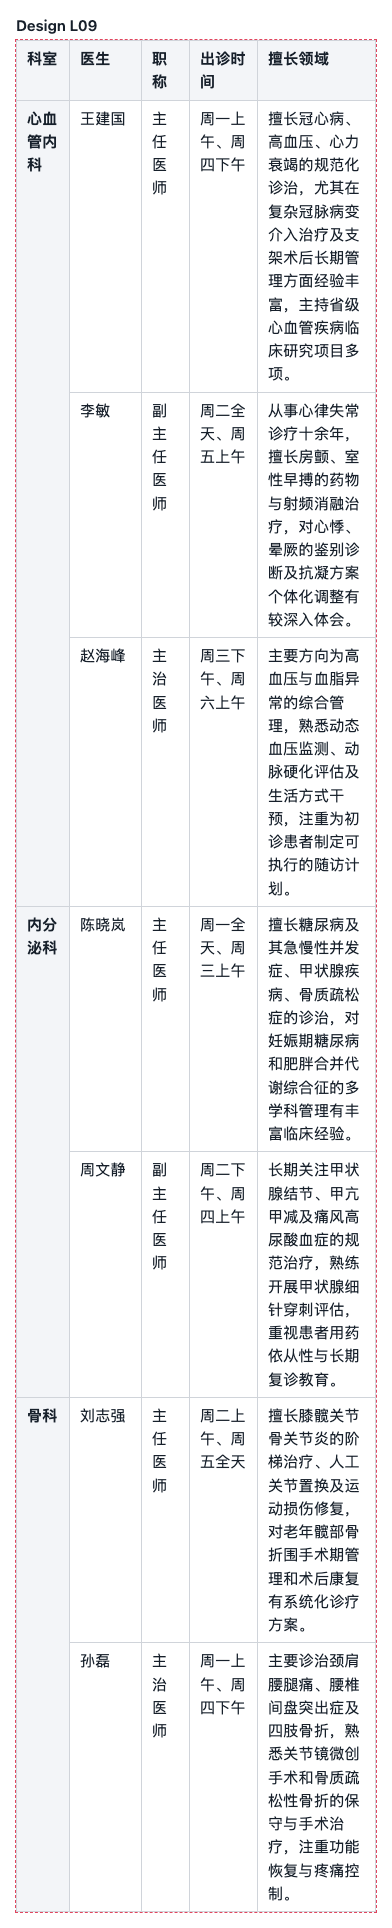 Design L09
科室 医生 职称 出诊时间 擅长领域
心血管内科
王建国
主任医师
周一上午、周四下午
擅长冠心病、
高血压、心力
衰竭的规范化
诊治，尤其在
复杂冠脉病变
介入治疗及支
架术后长期管
理方面经验丰
富，主持省级
心血管疾病临
床研究项目多
项。
李敏
副主任医师
周二全天、周五上午
从事心律失常
诊疗十余年，
擅长房颤、室
性早搏的药物
与射频消融治
疗，对心悸、
晕厥的鉴别诊
断及抗凝方案
个体化调整有
较深入体会。
赵海峰
主治医师
周三下午、周六上午
主要方向为高
血压与血脂异
常的综合管
理，熟悉动态
血压监测、动
脉硬化评估及
生活方式干
预，注重为初
诊患者制定可
执行的随访计
划。
内分泌科
陈晓岚
主任医师
周一全天、周三上午
擅长糖尿病及
其急慢性并发
症、甲状腺疾
病、骨质疏松
症的诊治，对
妊娠期糖尿病
和肥胖合并代
谢综合征的多
学科管理有丰
富临床经验。
周文静
副主任医师
周二下午、周四上午
长期关注甲状
腺结节、甲亢
甲减及痛风高
尿酸血症的规
范治疗，熟练
开展甲状腺细
针穿刺评估，
重视患者用药
依从性与长期
复诊教育。
骨科
刘志强
主任医师
周二上午、周五全天
擅长膝髋关节
骨关节炎的阶
梯治疗、人工
关节置换及运
动损伤修复，
对老年髋部骨
折围手术期管
理和术后康复
有系统化诊疗
方案。
孙磊
主治医师
周一上午、周四下午
主要诊治颈肩
腰腿痛、腰椎
间盘突出症及
四肢骨折，熟
悉关节镜微创
手术和骨质疏
松性骨折的保
守与手术治
疗，注重功能
恢复与疼痛控
制。